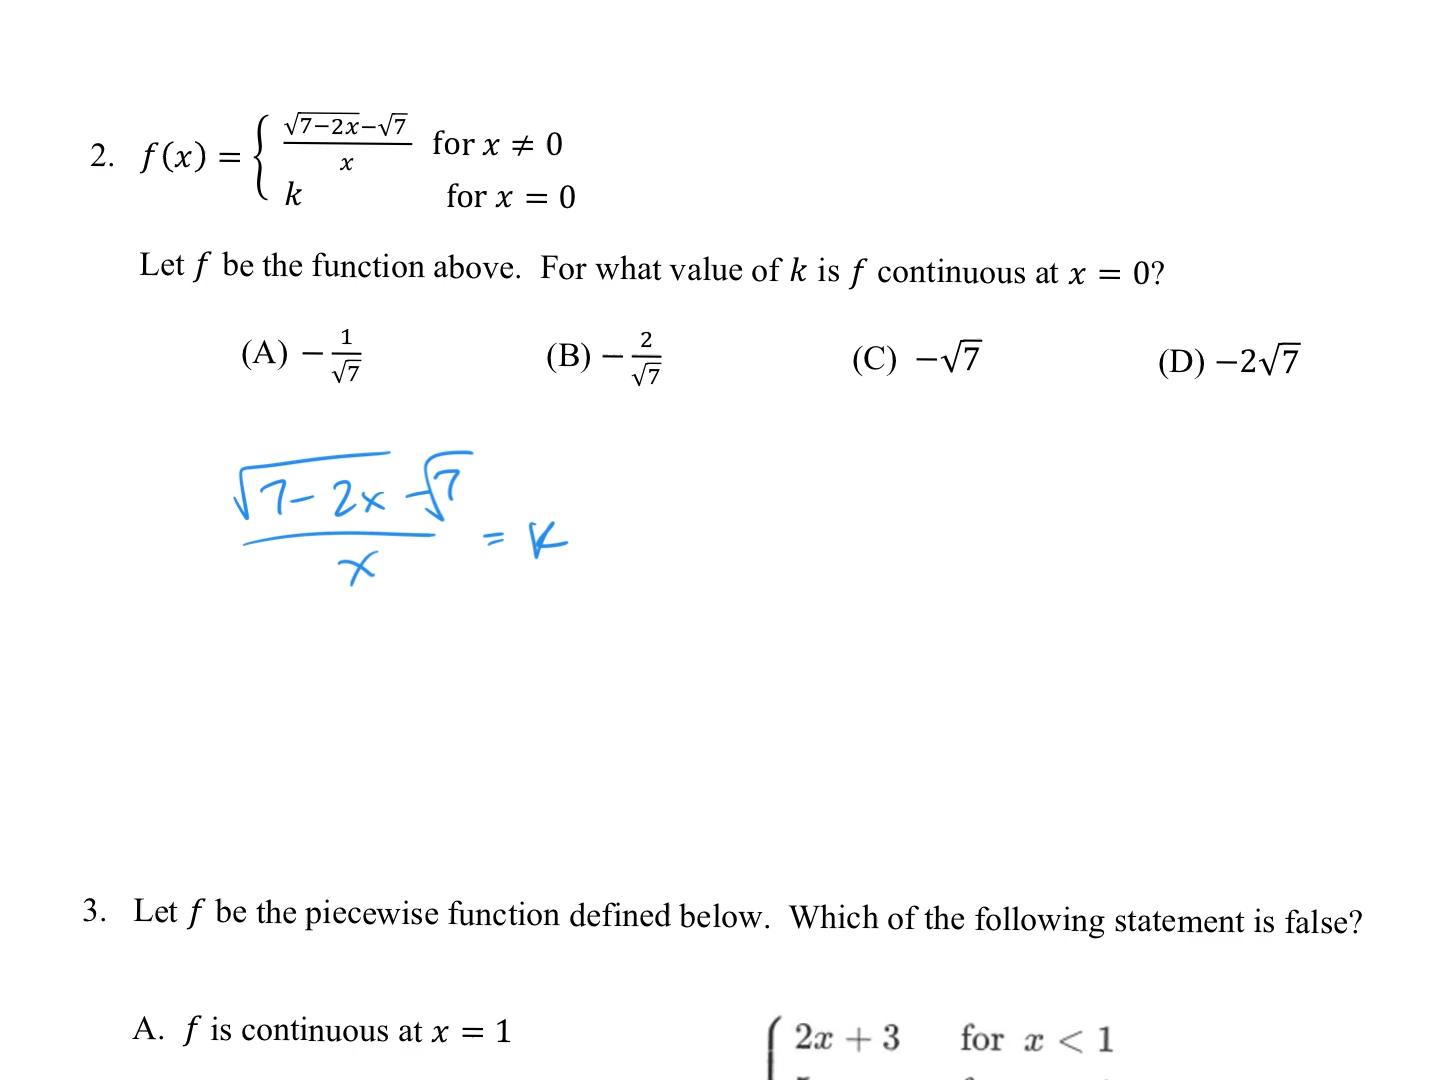 2. f(x) = { (√7−2x − √7)/x for x ≠ 0
k for x = 0
Let f be the function above. For what value of k is f continuous at x = 0?
(A) −1/√7 (B) −2/√7 (C) −√7 (D) −2√7
(√7−2x − √7)/x = k
3. Let f be the piecewise function defined below. Which of the following statement is false?
A. f is continuous at x = 1
{ 2x + 3 for x < 1